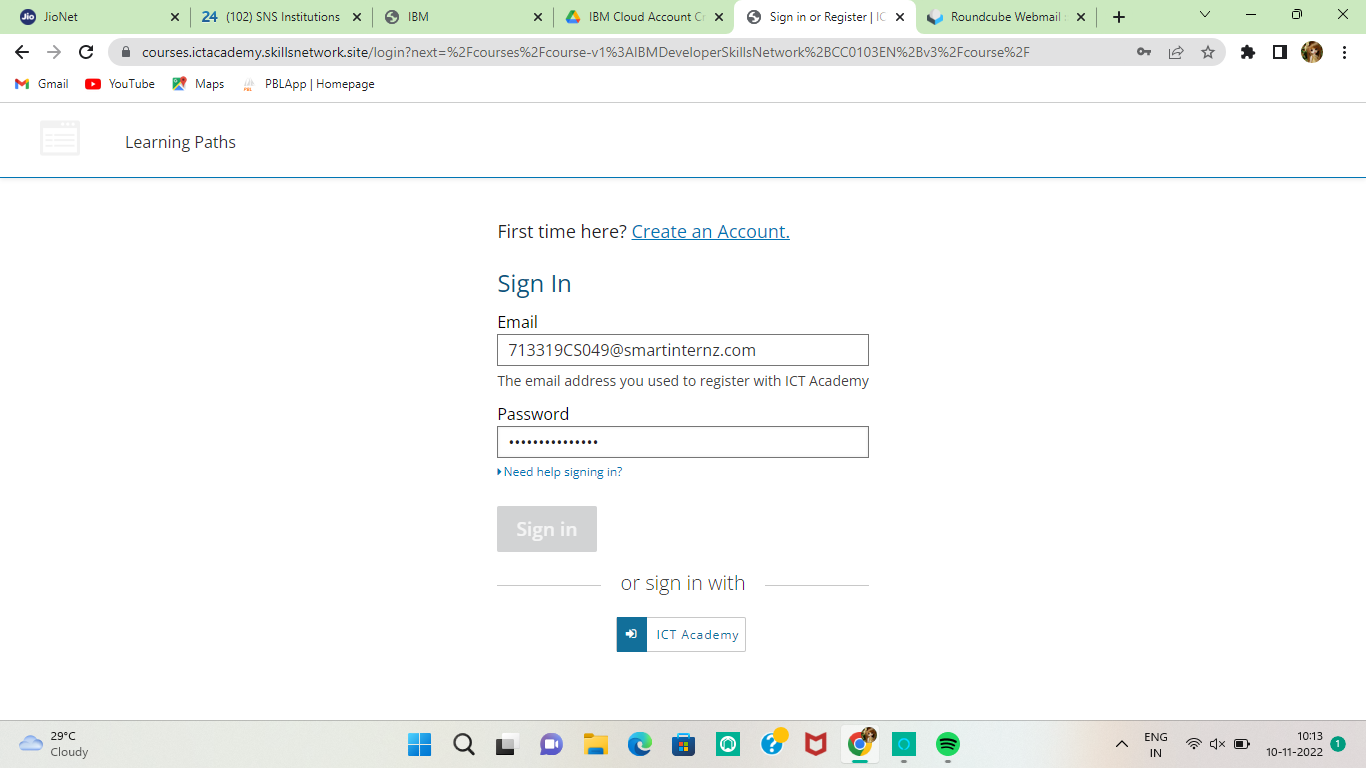 Jio JioNet
24 (102) SNS Institutions
IBM
IBM Cloud Account Cr
Sign in or Register | IC
Roundcube Webmail :
courses.ictacademy.skillsnetwork.site/login?next=%2Fcourses%2Fcourse-v1%3AIBMDeveloperSkillsNetwork%2BCC0103EN%2Bv3%2Fcourse%2F
Gmail
YouTube
Maps
PBLApp | Homepage
Learning Paths
First time here? Create an Account.
Sign In
Email
713319CS049@smartinternz.com
The email address you used to register with ICT Academy
Password
•••••••••••••••
Need help signing in?
Sign in
or sign in with
ICT Academy
29°C
Cloudy
ENG
IN
10:13
10-11-2022
1